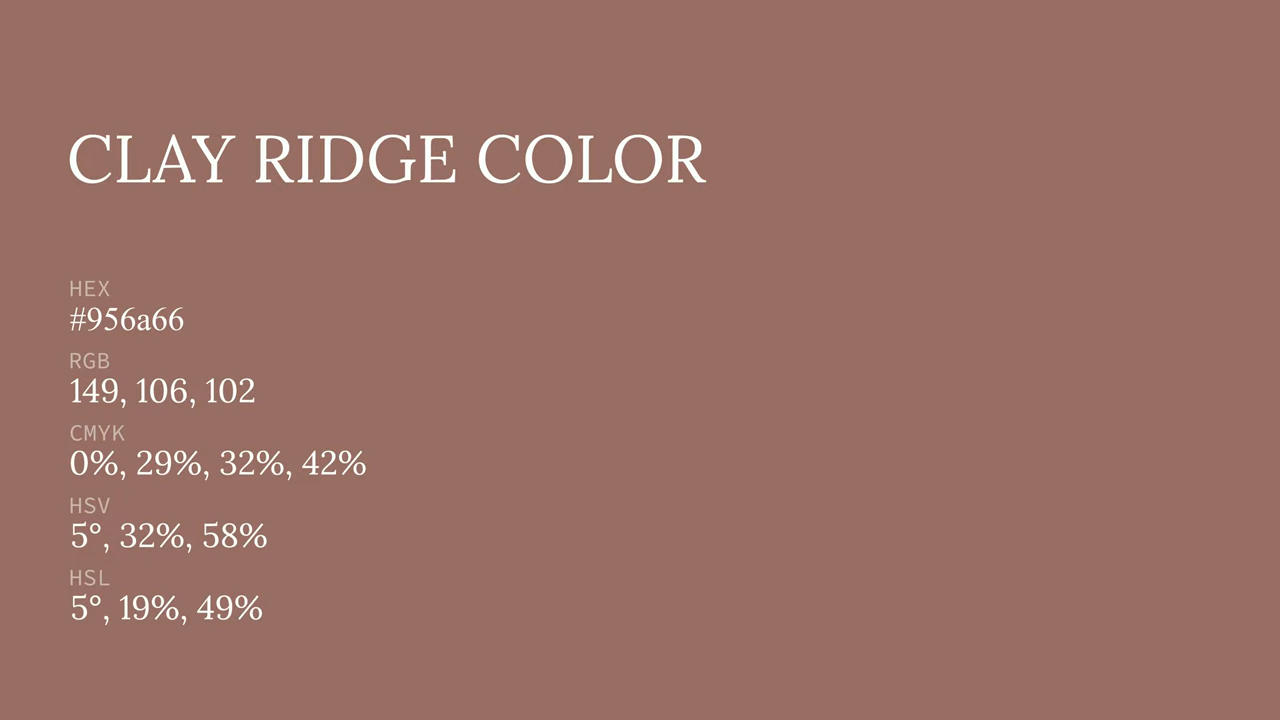 CLAY RIDGE COLOR
HEX
#956a66
RGB
149, 106, 102
CMYK
0%, 29%, 32%, 42%
HSV
5°, 32%, 58%
HSL
5°, 19%, 49%